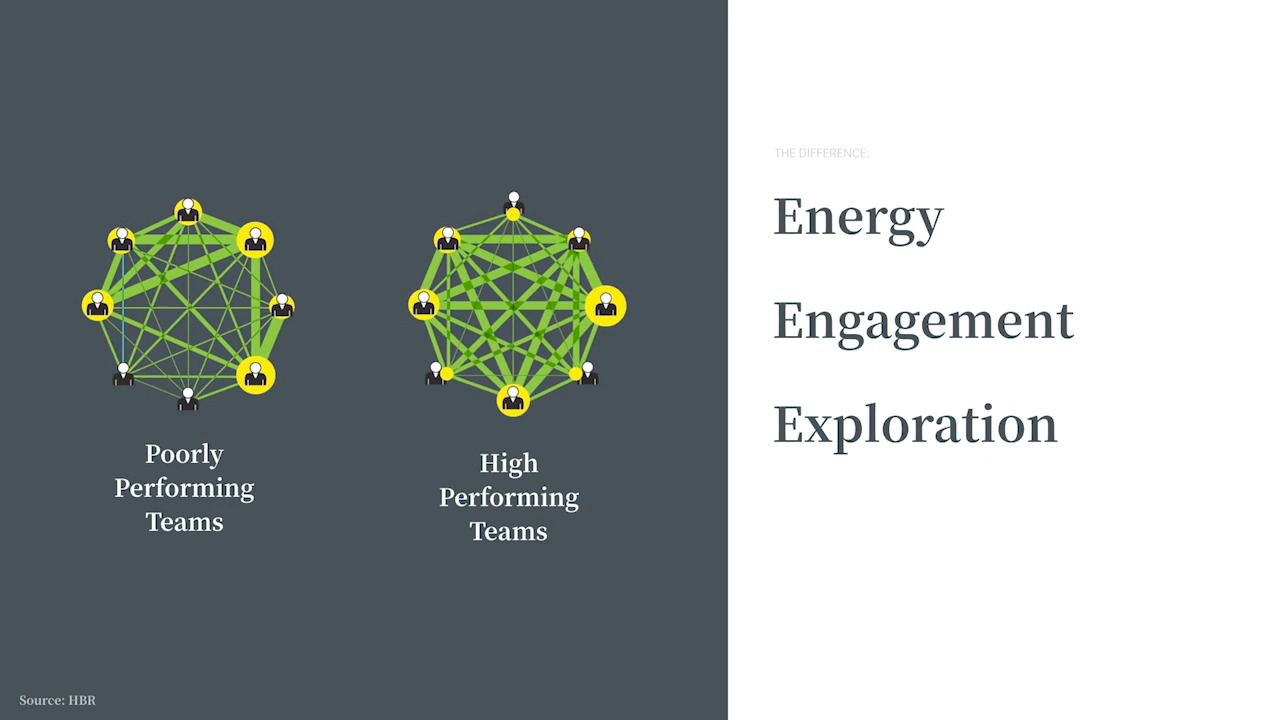 Poorly
Performing
Teams
High
Performing
Teams
Source: HBR
THE DIFFERENCE:
Energy
Engagement
Exploration